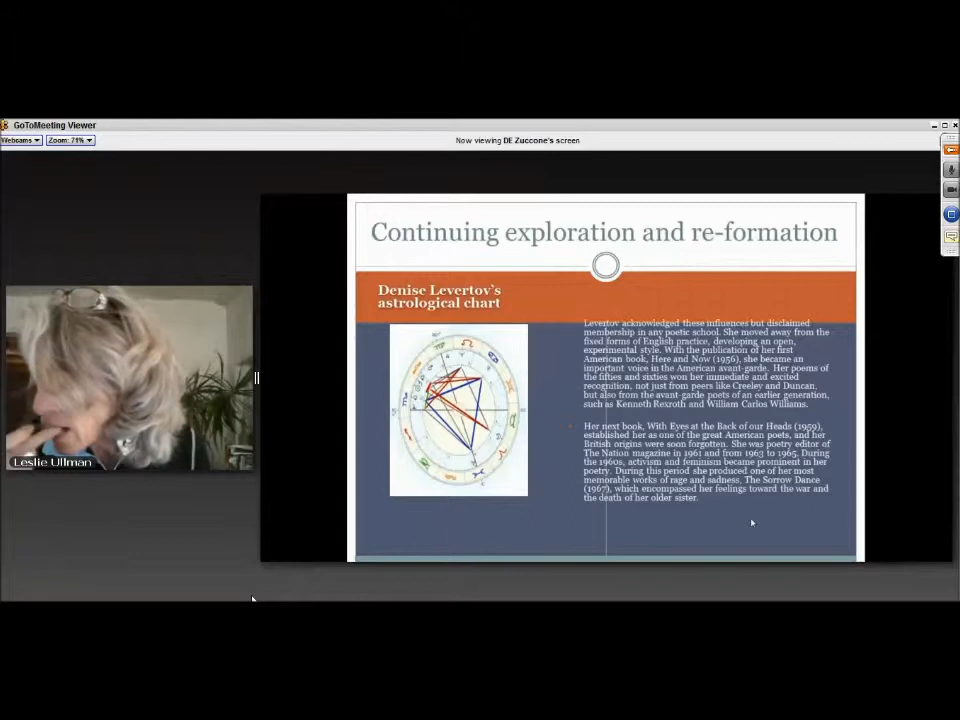 GoToMeeting Viewer
Webcams
Zoom: 71%
Now viewing DE Zuccone's screen
Continuing exploration and re-formation
Denise Levertov's
astrological chart
Levertov acknowledged these influences but disclaimed
membership in any poetic school. She moved away from the
fixed forms of English practice, developing an open,
experimental style. With the publication of her first
American book, Here and Now (1956), she became an
important voice in the American avant-garde. Her poems of
the fifties and sixties won her immediate and excited
recognition, not just from peers like Creeley and Duncan,
but also from the avant-garde poets of an earlier generation,
such as Kenneth Rexroth and William Carlos Williams.
Her next book, With Eyes at the Back of our Heads (1959),
established her as one of the great American poets, and her
British origins were soon forgotten. She was poetry editor of
The Nation magazine in 1961 and from 1963 to 1965. During
the 1960s, activism and feminism became prominent in her
poetry. During this period she produced one of her most
memorable works of rage and sadness, The Sorrow Dance
(1967), which encompassed her feelings toward the war and
the death of her older sister.
Leslie Ullman